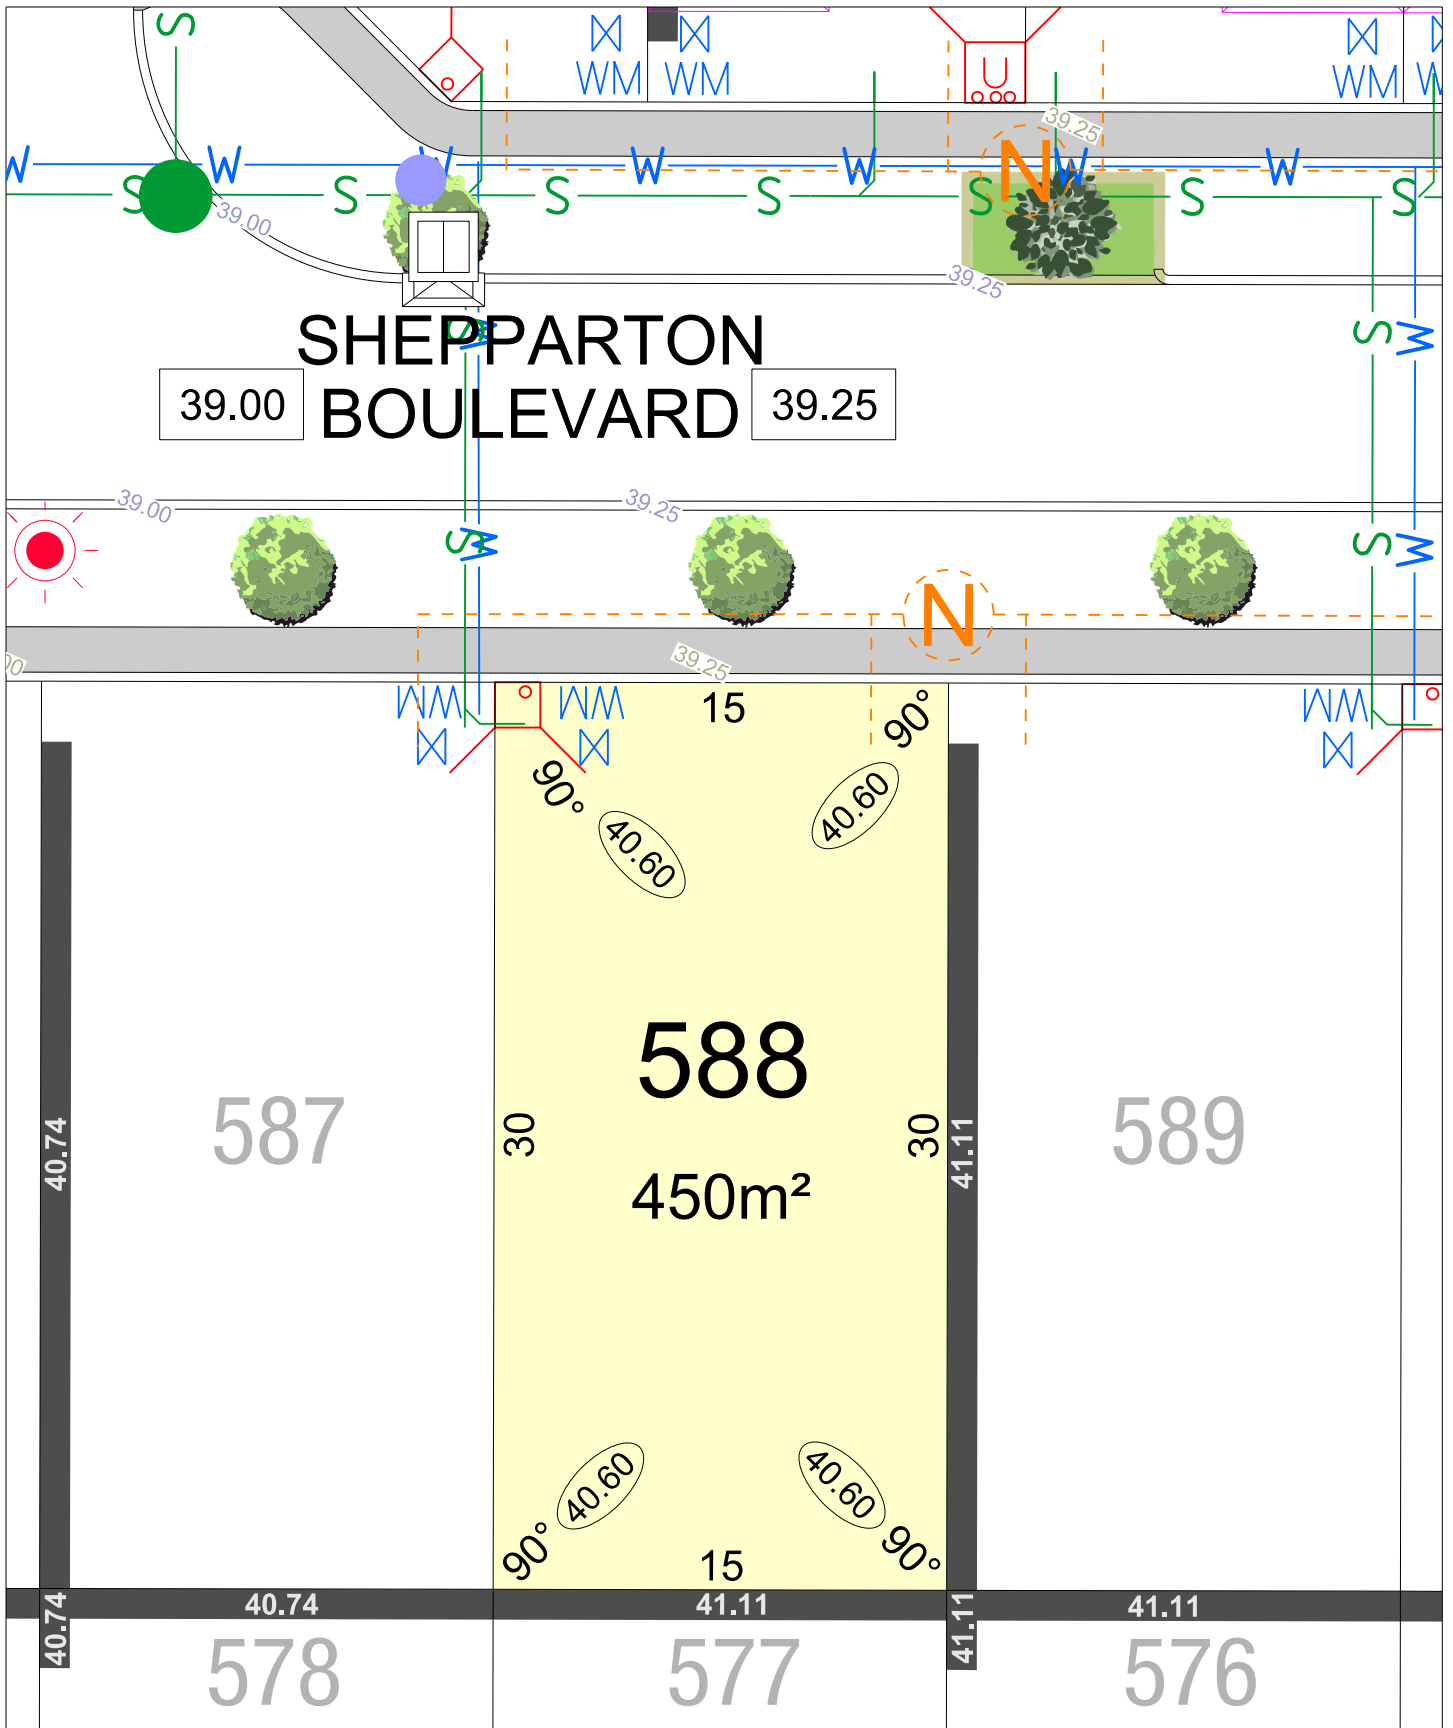 S
WM WM U WM W
39.25
W W W W W N W W
S S S S S S S
39.00
39.25
SHEPPARTON
S W S W
39.00 BOULEVARD 39.25
39.00 39.25
S W S W
N
00 39.25
WM WM 15 90° WM
90° 40.60 40.60
588
587 30 30 589
40.74 41.11
450m²
40.60 40.60
90° 15 90°
40.74 41.11 41.11
40.74 41.11
578 577 576